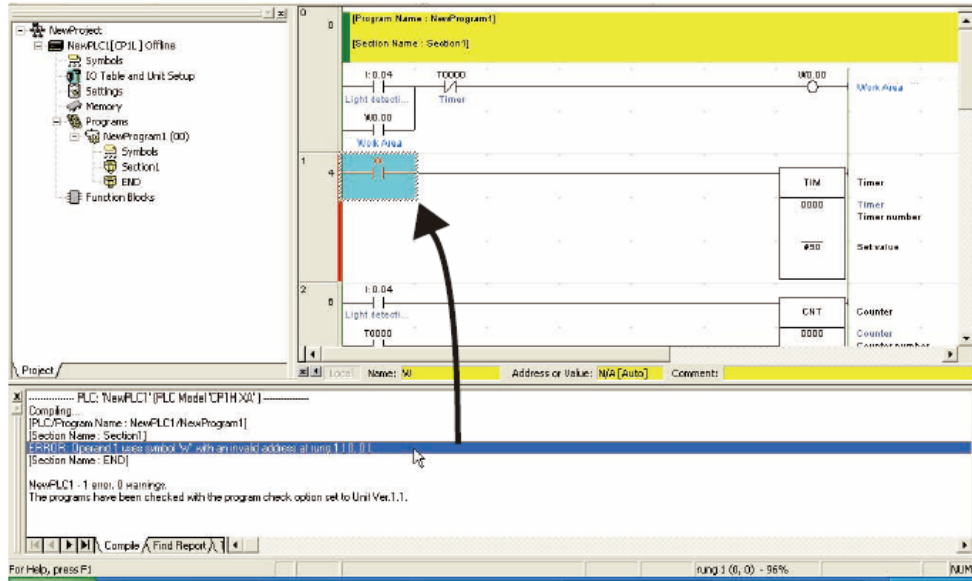 NewProject
NewPLC1[CP1L] Offline
Symbols
IO Table and Unit Setup
Settings
Memory
Programs
NewProgram1 (00)
Symbols
Section1
END
Function Blocks
Project
0
0
[Program Name : NewProgram1]
[Section Name : Section1]
I: 0.04
T0000
W0.00
Work Area
Light detecti...
Timer
W0.00
Work Area
1
4
TIM
Timer
0000
Timer
Timer number
#50
Set value
2
I: 0.04
Light detecti...
CNT
Counter
T0000
0000
Counter
Counter number
Local Name: W Address or Value: N/A [Auto] Comment:
--------------- PLC: 'NewPLC1' (PLC Model 'CP1H XA') ---------------
Compiling...
[PLC/Program Name : NewPLC1/NewProgram1]
[Section Name : Section1]
ERROR: Operand 1 uses symbol 'W' with an invalid address at rung 1 [0, 0].
[Section Name : END]
NewPLC1 - 1 error, 0 warnings.
The programs have been checked with the program check option set to Unit Ver.1.1.
Compile
Find Report
For Help, press F1
rung 1 (0, 0) - 96%
NUM